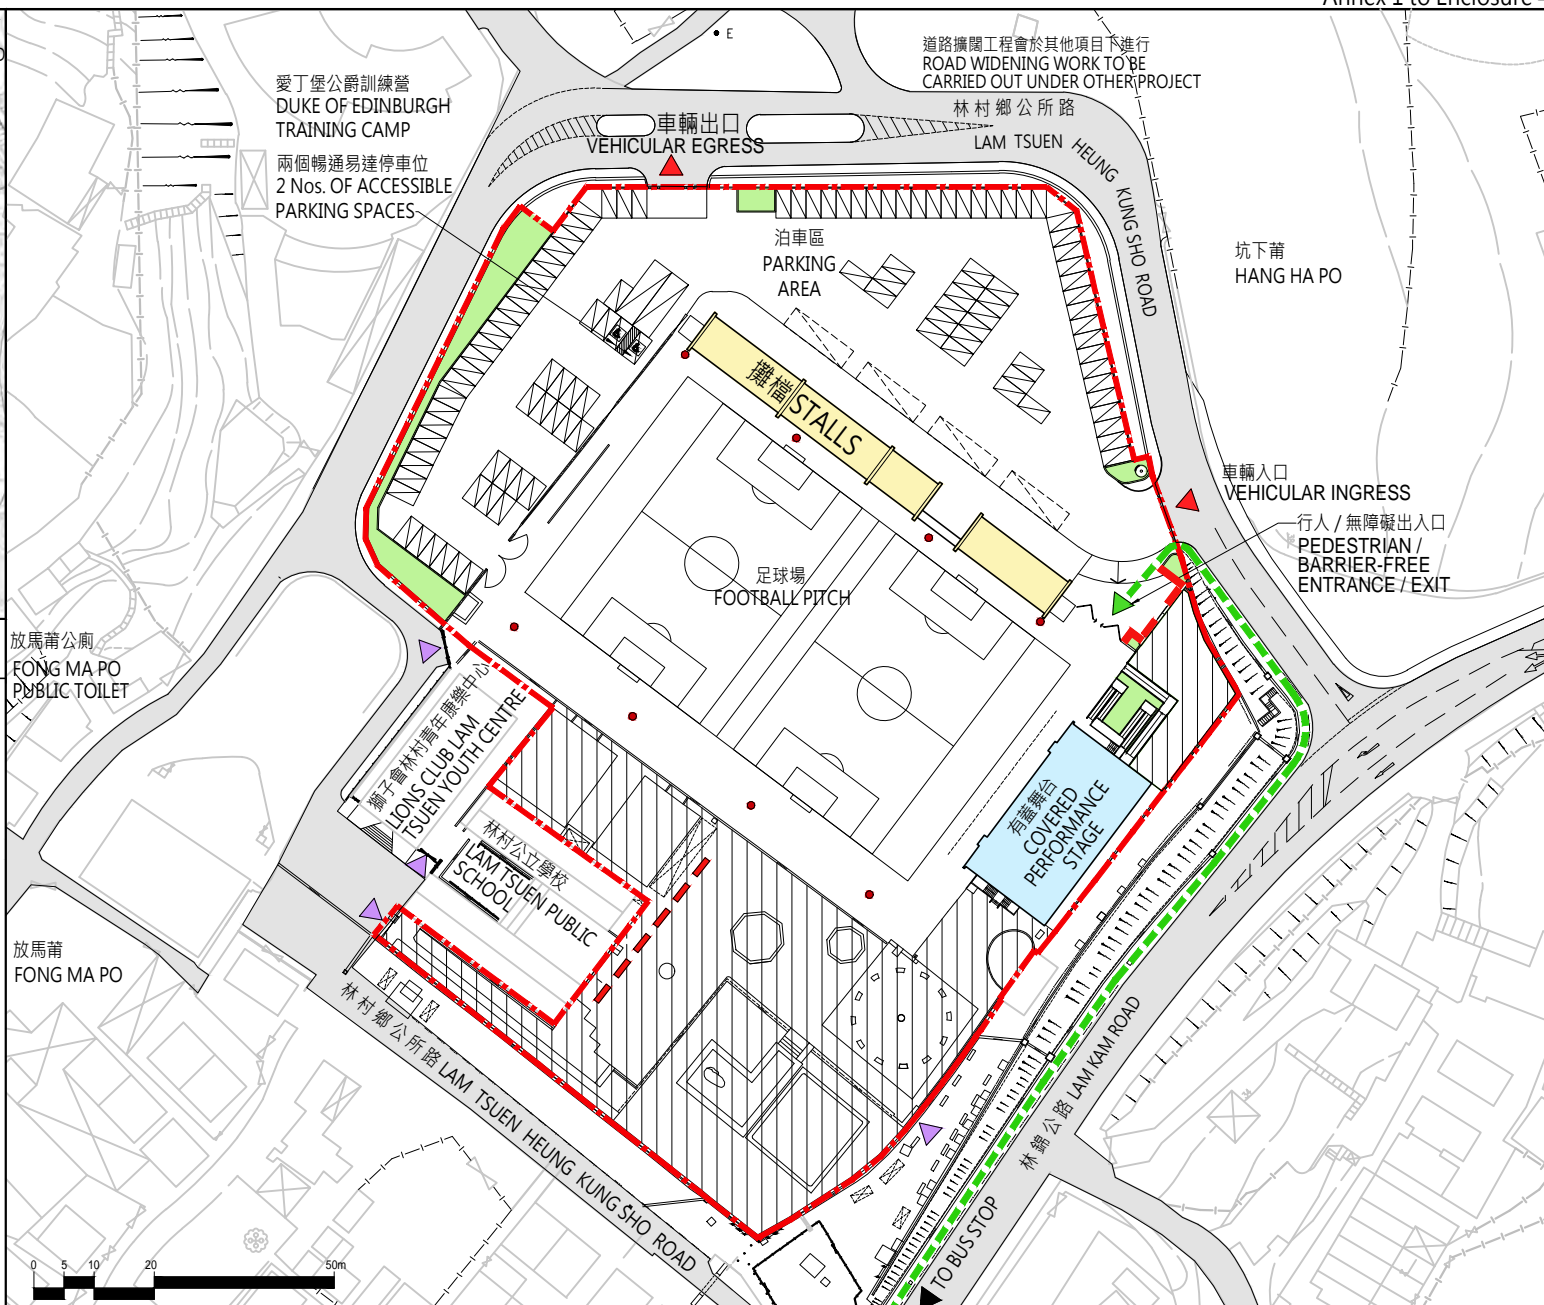 愛丁堡公爵訓練營
DUKE OF EDINBURGH
TRAINING CAMP
兩個暢通易達停車位
2 Nos. OF ACCESSIBLE
PARKING SPACES
E
道路擴闊工程會於其他項目下進行
ROAD WIDENING WORK TO BE
CARRIED OUT UNDER OTHER PROJECT
林村鄉公所路
LAM TSUEN HEUNG KUNG SHO ROAD
車輛出口
VEHICULAR EGRESS
泊車區
PARKING
AREA
坑下莆
HANG HA PO
攤檔 STALLS
車輛入口
VEHICULAR INGRESS
行人 / 無障礙出入口
PEDESTRIAN /
BARRIER-FREE
ENTRANCE / EXIT
足球場
FOOTBALL PITCH
放馬莆公廁
FONG MA PO
PUBLIC TOILET
獅子會林村青年康樂中心
LIONS CLUB LAM
TSUEN YOUTH CENTRE
林村公立學校
LAM TSUEN PUBLIC
SCHOOL
有蓋舞台
COVERED
PERFORMANCE
STAGE
放馬莆
FONG MA PO
林村鄉公所路 LAM TSUEN HEUNG KUNG SHO ROAD
林錦公路 LAM KAM ROAD
TO BUS STOP
0 5 10 20 50m